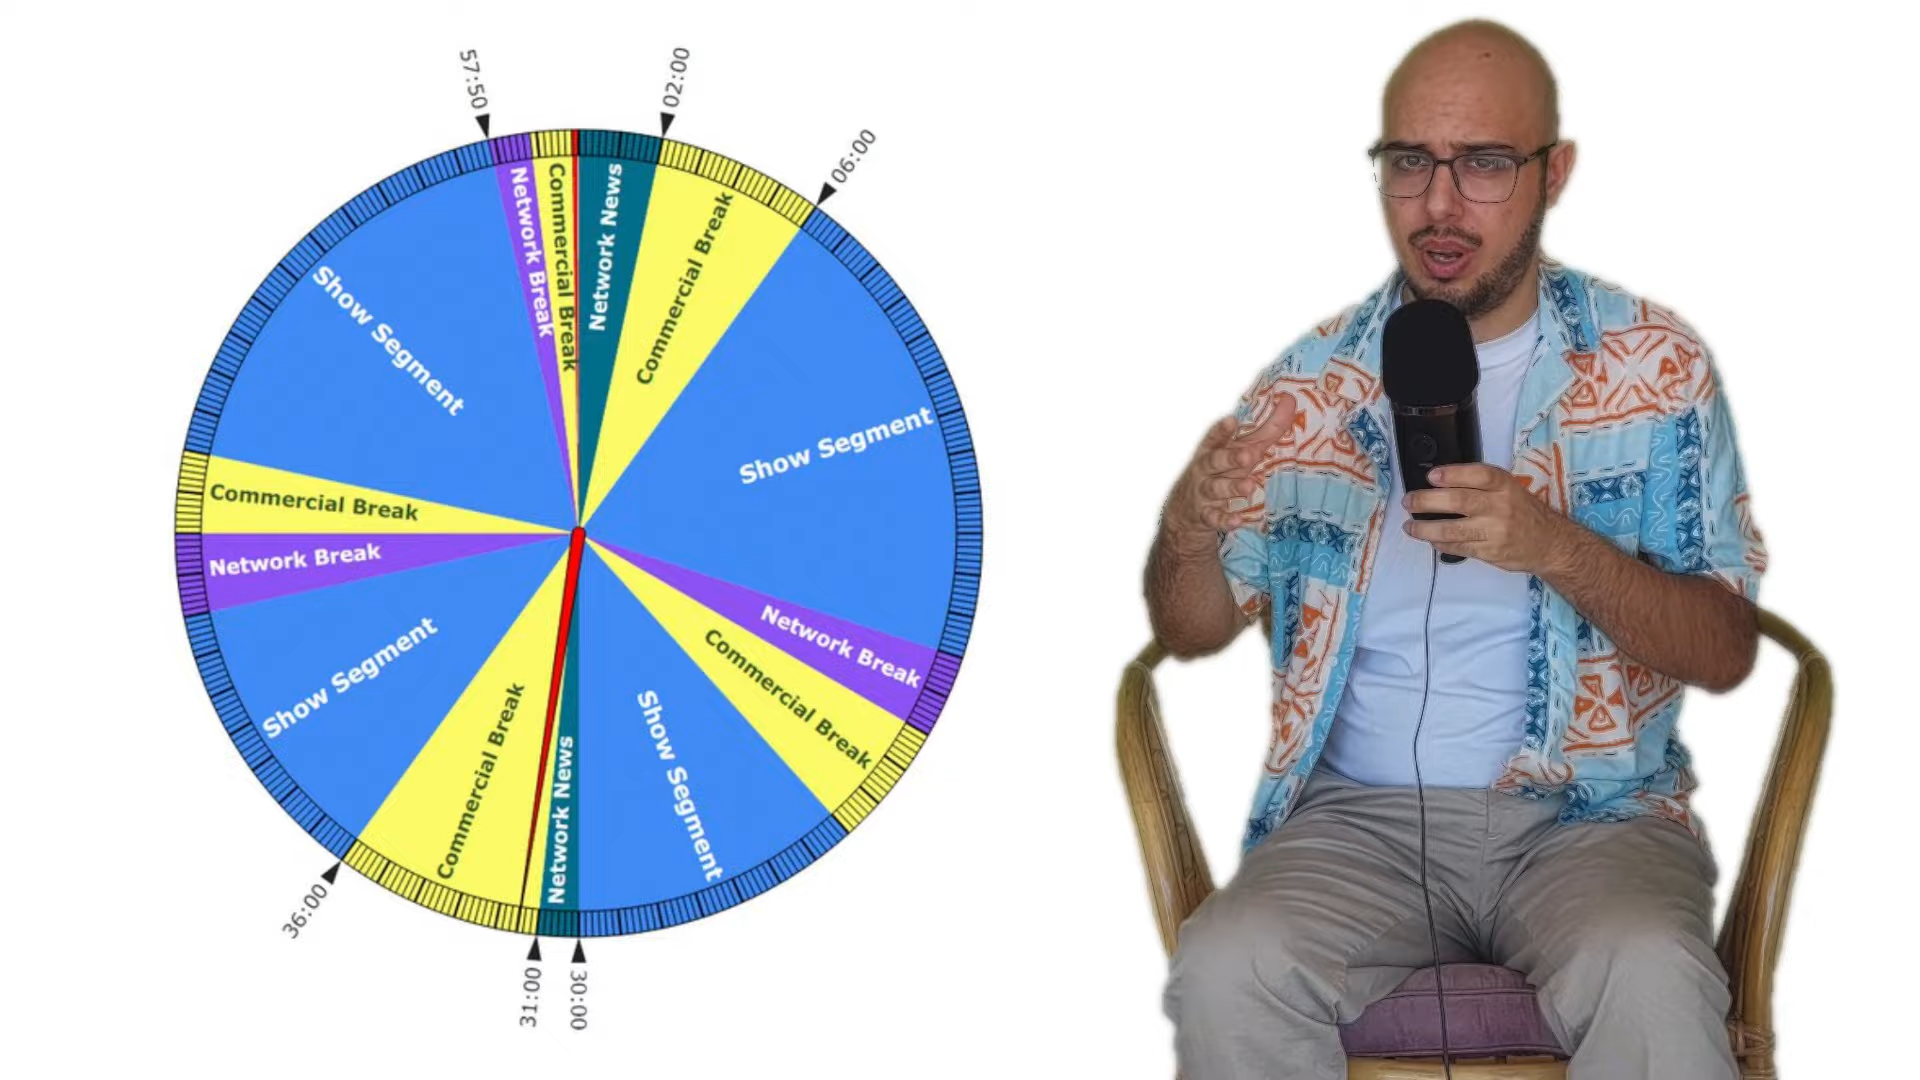 57:50
02:00
06:00
Network News
Commercial Break
Show Segment
Network Break
Commercial Break
Show Segment
30:00
Network News
31:00
Commercial Break
36:00
Show Segment
Network Break
Commercial Break
Show Segment
Network Break
Commercial Break